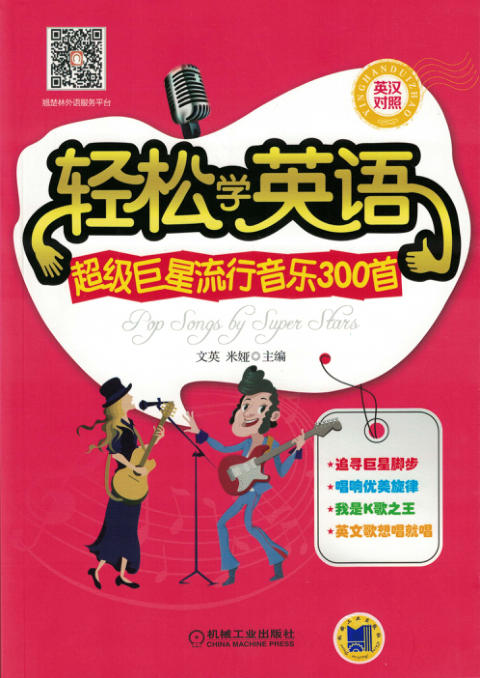 旭楚林外语服务平台
YINGHANDUIZHAO
英汉
对照
轻松学英语
超级巨星流行音乐300首
Pop Songs by Super Stars
文英 米娅◎主编
★追寻巨星脚步
★唱响优美旋律
★我是K歌之王
★英文歌想唱就唱
机械工业出版社
CHINA MACHINE PRESS